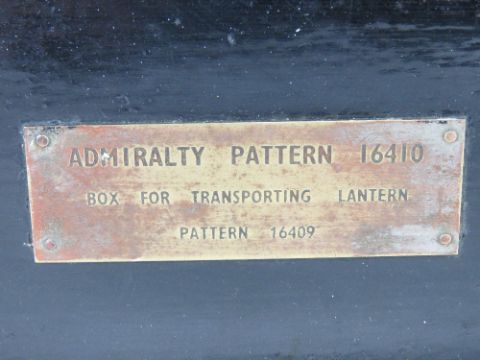 ADMIRALTY PATTERN 16410
BOX FOR TRANSPORTING LANTERN
PATTERN 16409